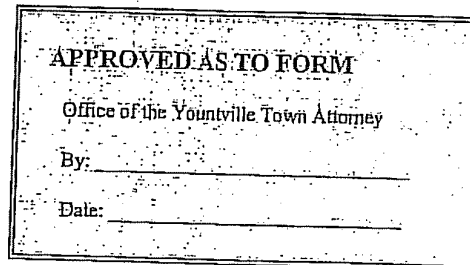 APPROVED AS TO FORM
Office of the Yountville Town Attorney
By:
Date: